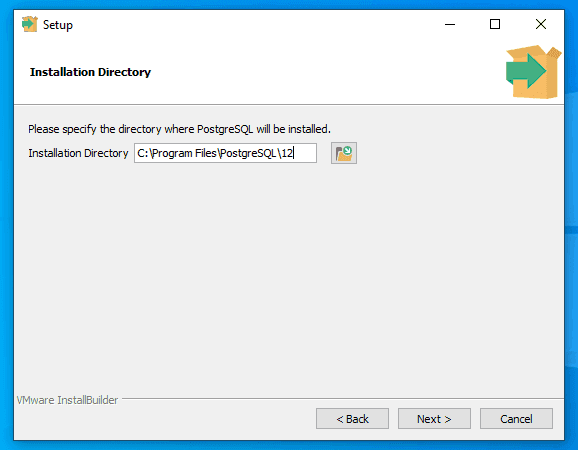 Setup
Installation Directory
Please specify the directory where PostgreSQL will be installed.
Installation Directory C:\Program Files\PostgreSQL\12
VMware InstallBuilder
< Back Next > Cancel